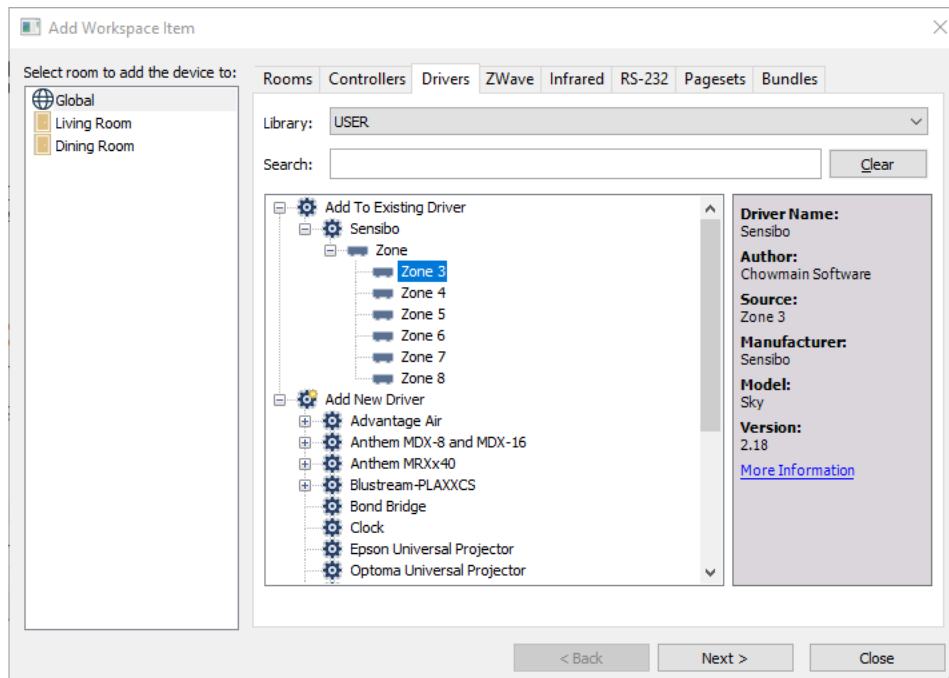 Add Workspace Item
Select room to add the device to:
Global
Living Room
Dining Room
Rooms Controllers Drivers ZWave Infrared RS-232 Pagesets Bundles
Library: USER
Search: Clear
Add To Existing Driver
Sensibo
Zone
Zone 3
Zone 4
Zone 5
Zone 6
Zone 7
Zone 8
Add New Driver
Advantage Air
Anthem MDX-8 and MDX-16
Anthem MRXx40
Blustream-PLAXXCS
Bond Bridge
Clock
Epson Universal Projector
Optoma Universal Projector
Driver Name:
Sensibo
Author:
Chowmain Software
Source:
Zone 3
Manufacturer:
Sensibo
Model:
Sky
Version:
2.18
More Information
< Back Next > Close